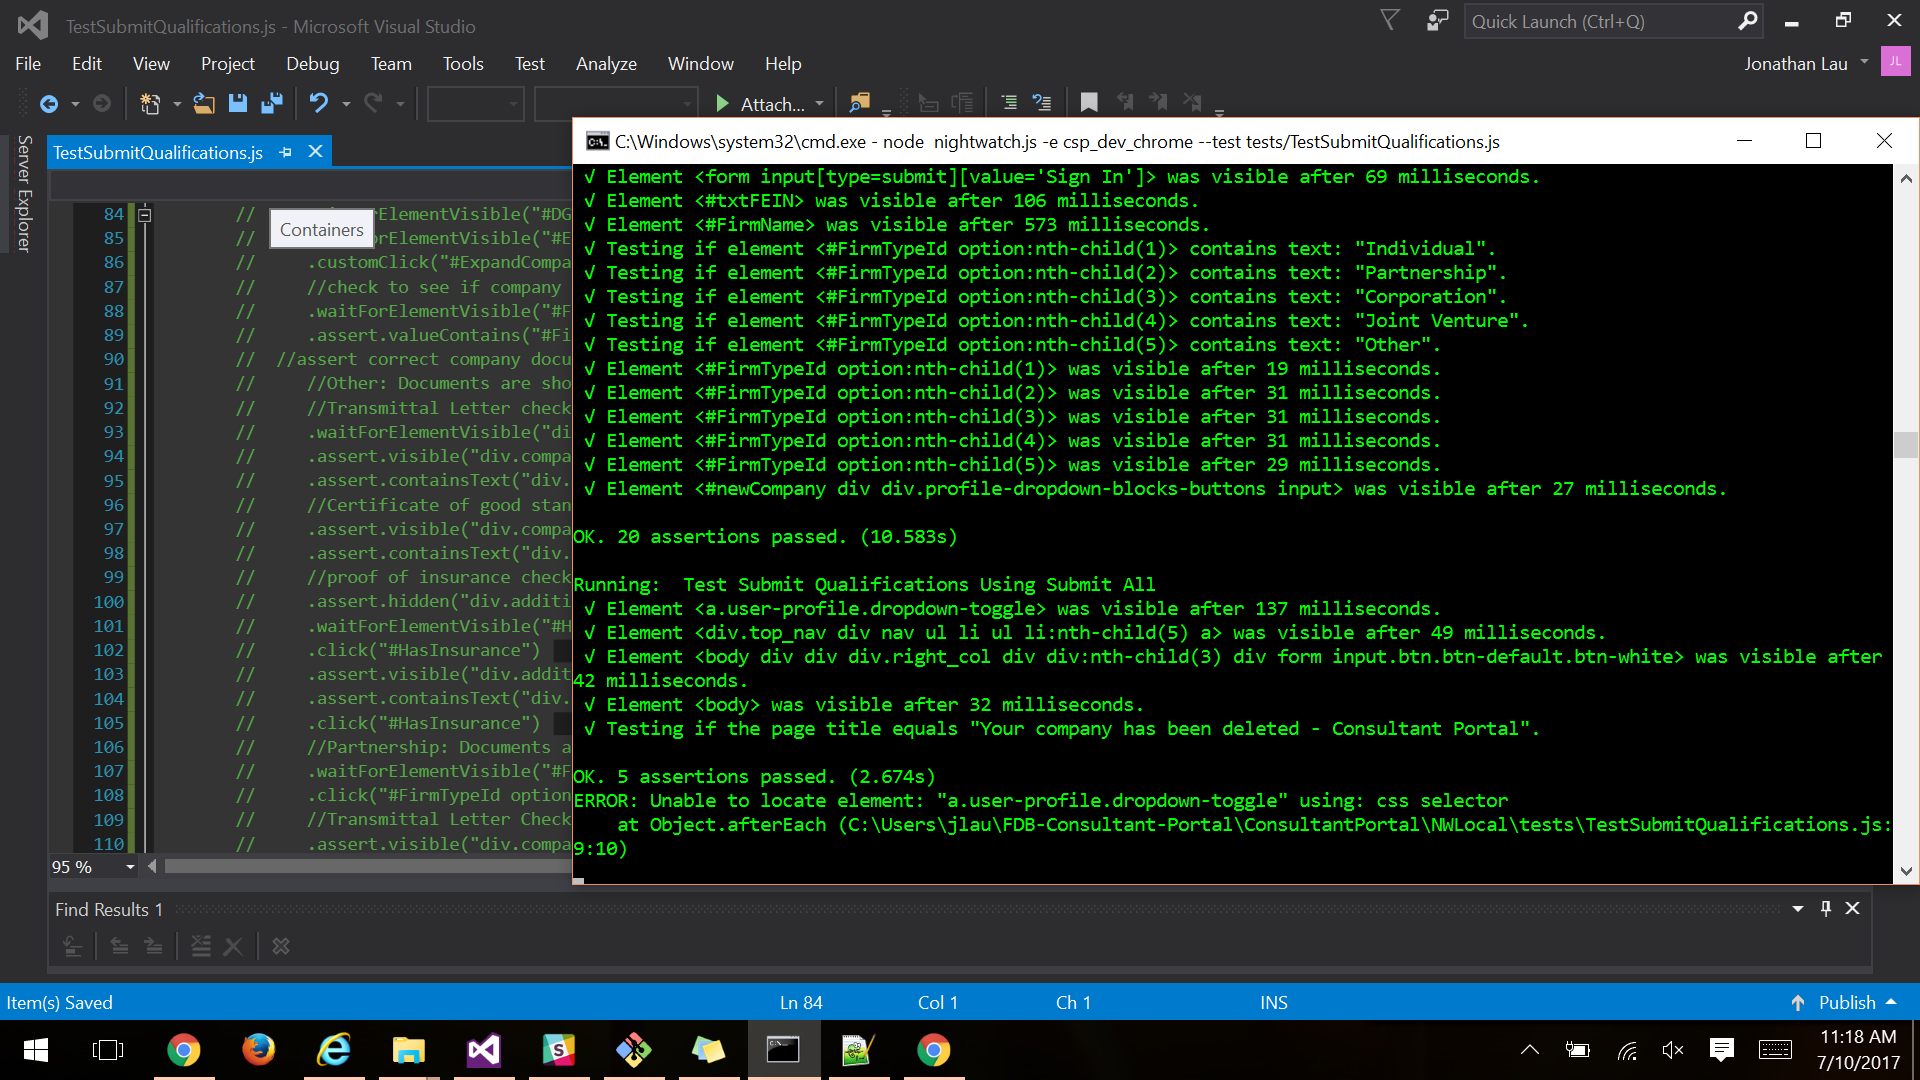 TestSubmitQualifications.js - Microsoft Visual Studio
Quick Launch (Ctrl+Q)
File Edit View Project Debug Team Tools Test Analyze Window Help
Jonathan Lau
JL
Attach...
Server Explorer
TestSubmitQualifications.js
Containers
84 // orElementVisible("#DG
85 // orElementVisible("#E
86 // .customClick("#ExpandCompa
87 // //check to see if company
88 // .waitForElementVisible("#F
89 // .assert.valueContains("#Fi
90 // //assert correct company docu
91 // //Other: Documents are sho
92 // //Transmittal Letter check
93 // .waitForElementVisible("di
94 // .assert.visible("div.compa
95 // .assert.containsText("div.
96 // //Certificate of good stan
97 // .assert.visible("div.compa
98 // .assert.containsText("div.
99 // //proof of insurance check
100 // .assert.hidden("div.additi
101 // .waitForElementVisible("#H
102 // .click("#HasInsurance")
103 // .assert.visible("div.addit
104 // .assert.containsText("div.
105 // .click("#HasInsurance")
106 // //Partnership: Documents a
107 // .waitForElementVisible("#F
108 // .click("#FirmTypeId option
109 // //Transmittal Letter Check
110 // .assert.visible("div.compa
95 %
C:\Windows\system32\cmd.exe - node nightwatch.js -e csp_dev_chrome --test tests/TestSubmitQualifications.js
√ Element <form input[type=submit][value='Sign In']> was visible after 69 milliseconds.
√ Element <#txtFEIN> was visible after 106 milliseconds.
√ Element <#FirmName> was visible after 573 milliseconds.
√ Testing if element <#FirmTypeId option:nth-child(1)> contains text: "Individual".
√ Testing if element <#FirmTypeId option:nth-child(2)> contains text: "Partnership".
√ Testing if element <#FirmTypeId option:nth-child(3)> contains text: "Corporation".
√ Testing if element <#FirmTypeId option:nth-child(4)> contains text: "Joint Venture".
√ Testing if element <#FirmTypeId option:nth-child(5)> contains text: "Other".
√ Element <#FirmTypeId option:nth-child(1)> was visible after 19 milliseconds.
√ Element <#FirmTypeId option:nth-child(2)> was visible after 31 milliseconds.
√ Element <#FirmTypeId option:nth-child(3)> was visible after 31 milliseconds.
√ Element <#FirmTypeId option:nth-child(4)> was visible after 31 milliseconds.
√ Element <#FirmTypeId option:nth-child(5)> was visible after 29 milliseconds.
√ Element <#newCompany div div.profile-dropdown-blocks-buttons input> was visible after 27 milliseconds.
OK. 20 assertions passed. (10.583s)
Running: Test Submit Qualifications Using Submit All
√ Element <a.user-profile.dropdown-toggle> was visible after 137 milliseconds.
√ Element <div.top_nav div nav ul li ul li:nth-child(5) a> was visible after 49 milliseconds.
√ Element <body div div div.right_col div div:nth-child(3) div form input.btn.btn-default.btn-white> was visible after
42 milliseconds.
√ Element <body> was visible after 32 milliseconds.
√ Testing if the page title equals "Your company has been deleted - Consultant Portal".
OK. 5 assertions passed. (2.674s)
ERROR: Unable to locate element: "a.user-profile.dropdown-toggle" using: css selector
at Object.afterEach (C:\Users\jlau\FDB-Consultant-Portal\ConsultantPortal\NWLocal\tests\TestSubmitQualifications.js:
9:10)
Find Results 1
Item(s) Saved Ln 84 Col 1 Ch 1 INS Publish
11:18 AM
7/10/2017